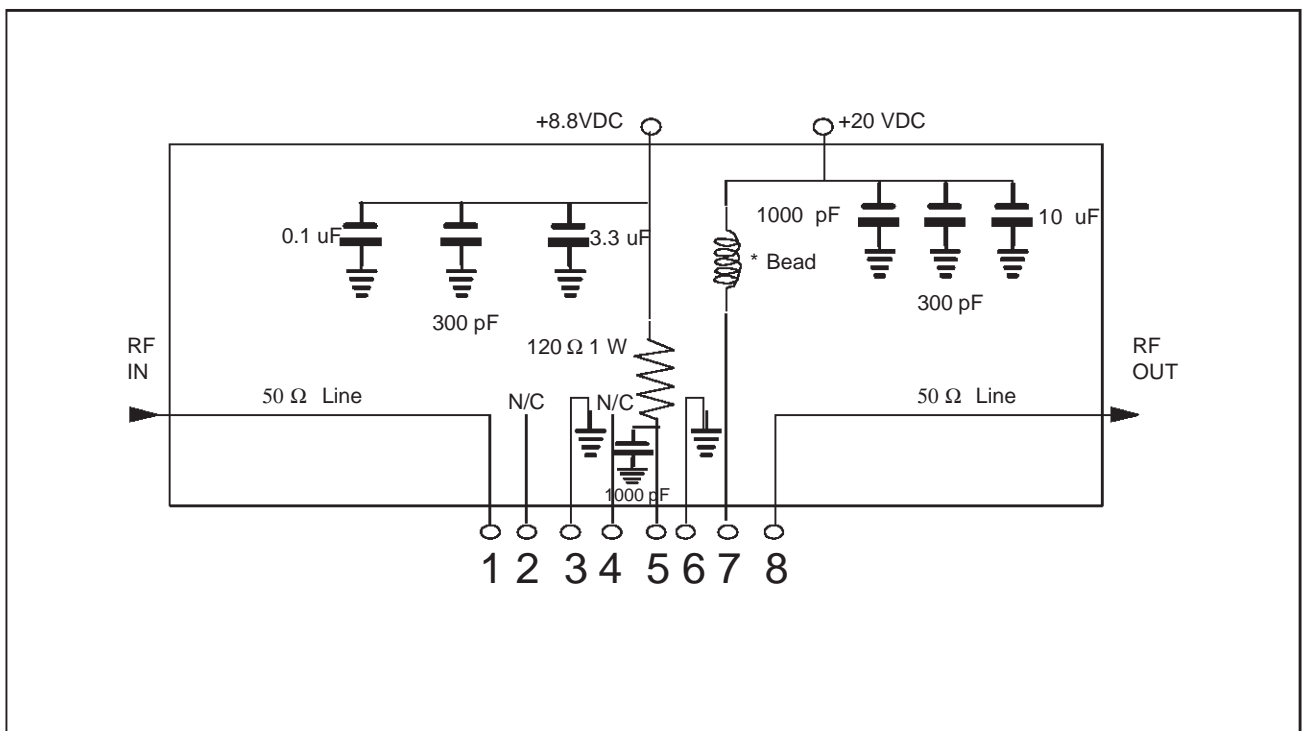 +8.8VDC
+20 VDC
0.1 uF
3.3 uF
300 pF
1000 pF
10 uF
* Bead
300 pF
120 Ω 1 W
RF
IN
RF
OUT
50 Ω Line
N/C
N/C
50 Ω Line
1000 pF
1 2 3 4 5 6 7 8